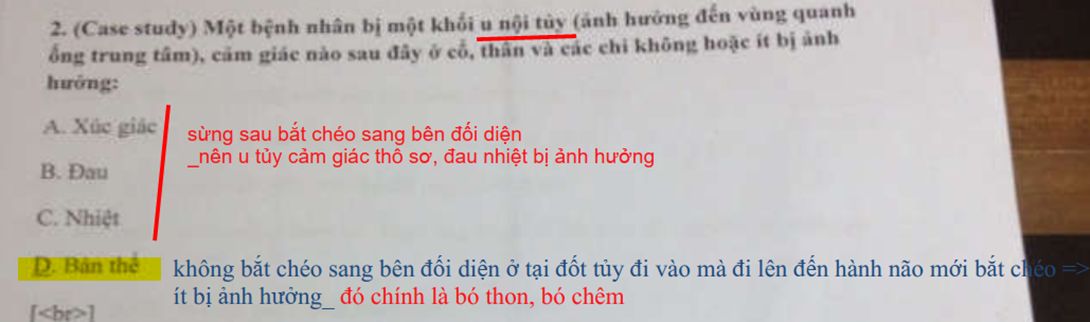 2. (Case study) Một bệnh nhân bị một khối u nội tủy (ảnh hưởng đến vùng quanh
ống trung tâm), cảm giác nào sau đây ở cổ, thân và các chi không hoặc ít bị ảnh
hưởng:
A. Xúc giác
sừng sau bắt chéo sang bên đối diện
_nên u tủy cảm giác thô sơ, đau nhiệt bị ảnh hưởng
B. Đau
C. Nhiệt
D. Bản thể
không bắt chéo sang bên đối diện ở tại đốt tủy đi vào mà đi lên đến hành não mới bắt chéo =>
ít bị ảnh hưởng_ đó chính là bó thon, bó chêm
[<br>]